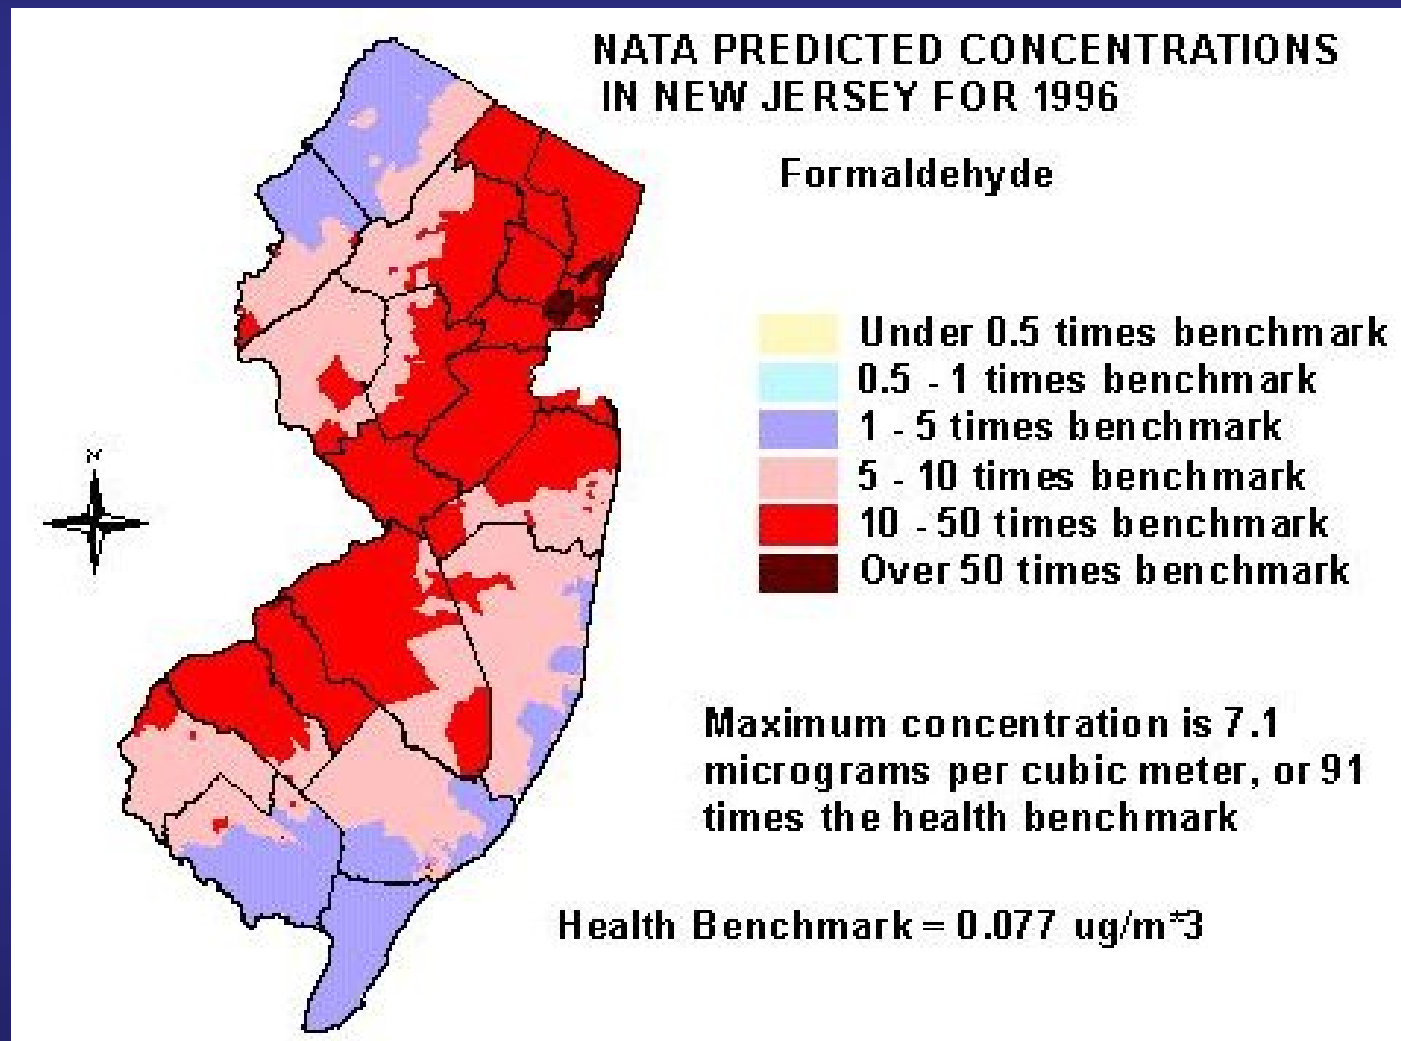 NATA PREDICTED CONCENTRATIONS
IN NEW JERSEY FOR 1996
Formaldehyde
Under 0.5 times benchmark
0.5 - 1 times benchmark
1 - 5 times benchmark
5 - 10 times benchmark
10 - 50 times benchmark
Over 50 times benchmark
N
Maximum concentration is 7.1
micrograms per cubic meter, or 91
times the health benchmark
Health Benchmark = 0.077 ug/m*3